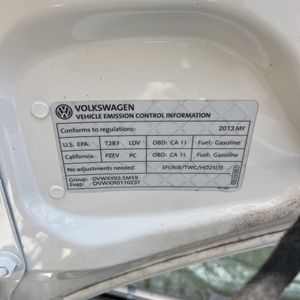 VOLKSWAGEN
VEHICLE EMISSION CONTROL INFORMATION
Conforms to regulations: 2013 MY
U.S. EPA: T2B5 LDV OBD: CA II Fuel: Gasoline
California: PZEV PC OBD: CA II Fuel: Gasoline
No adjustments needed. SFI/AIR/TWC/HO2S(3)
Group: DVWXV02.5M59
Evap: DVWXR0110237